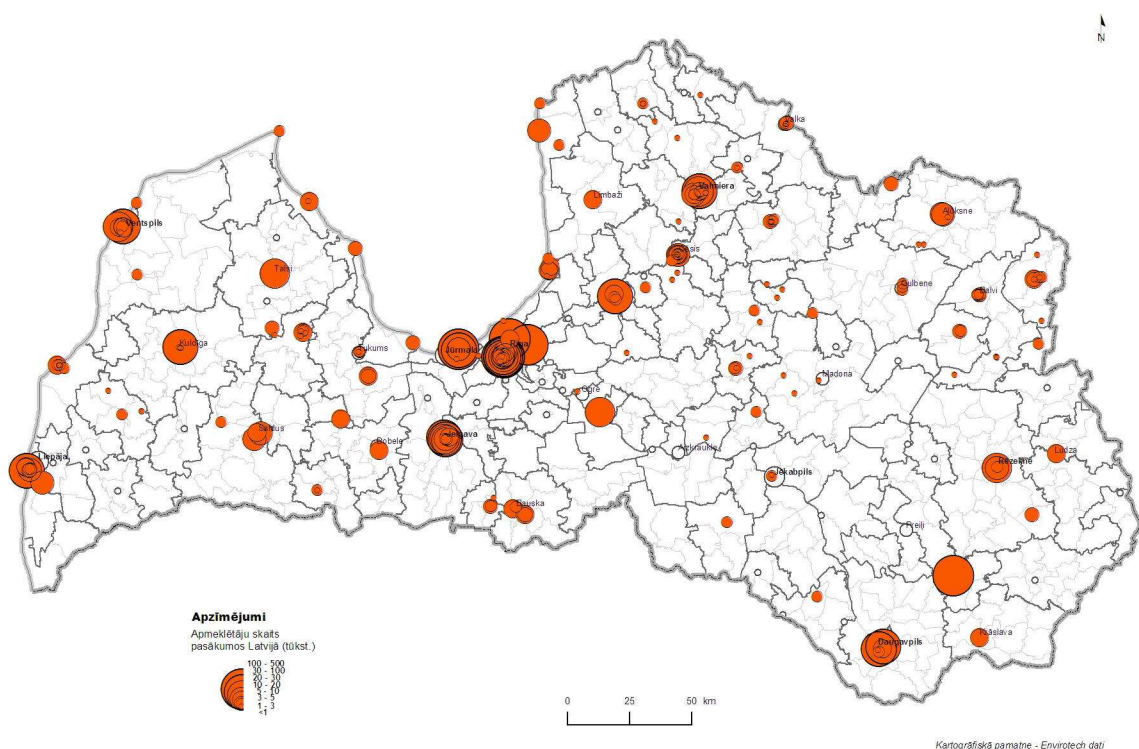 N
Valka
Valmiera
Limbaži
Alūksne
Ventspils
Talsi
Gulbene
Balvi
Kuldīga
Tukums
Jūrmala
Rīga
Madona
Ogre
Saldus
Dobele
Jelgava
Aizkraukle
Liepāja
Jēkabpils
Rēzekne
Ludza
Bauska
Preiļi
Daugavpils
Krāslava
Apzīmējumi
Apmeklētāju skaits
pasākumos Latvijā (tūkst.)
100 - 500
30 - 100
20 - 30
10 - 20
5 - 10
3 - 5
1 - 3
<1
0 25 50 km
Kartogrāfiskā pamatne - Envirotech dati